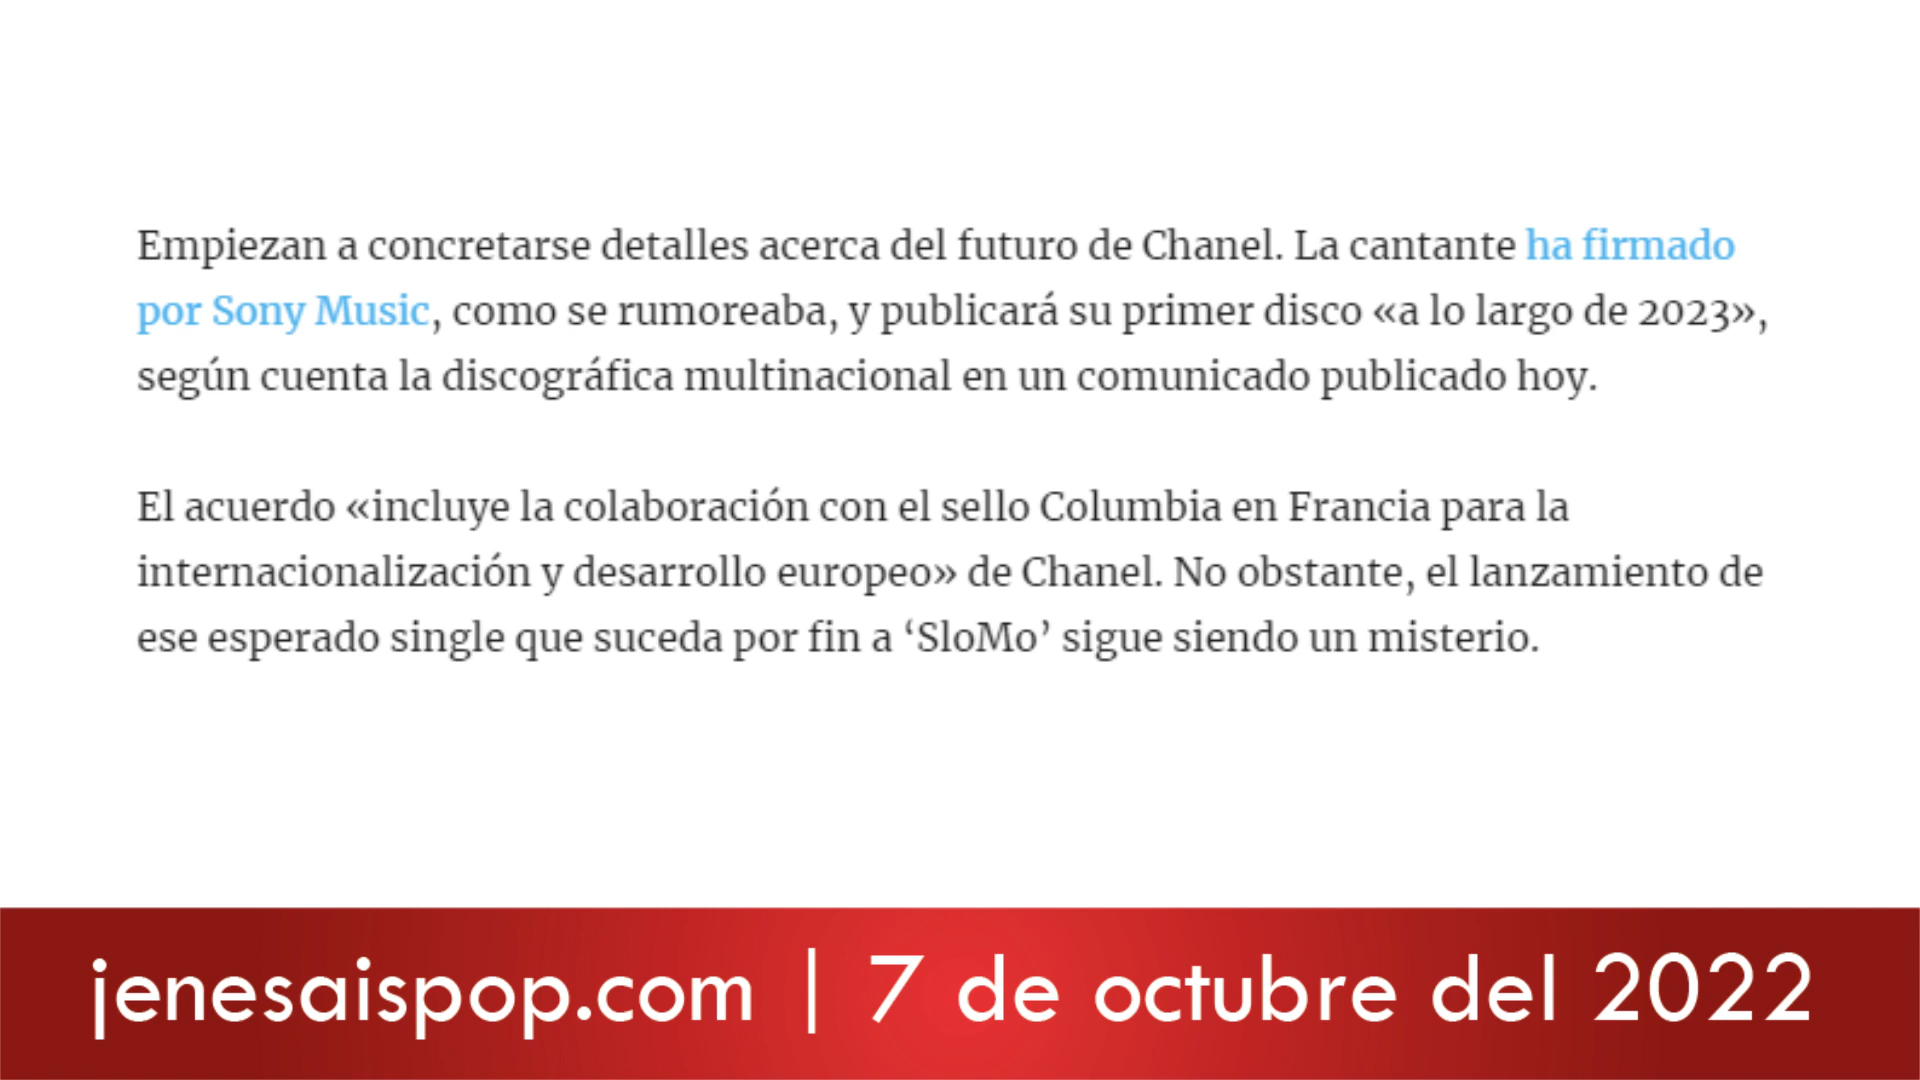 Empiezan a concretarse detalles acerca del futuro de Chanel. La cantante ha firmado
por Sony Music, como se rumoreaba, y publicará su primer disco «a lo largo de 2023»,
según cuenta la discográfica multinacional en un comunicado publicado hoy.
El acuerdo «incluye la colaboración con el sello Columbia en Francia para la
internacionalización y desarrollo europeo» de Chanel. No obstante, el lanzamiento de
ese esperado single que suceda por fin a ‘SloMo’ sigue siendo un misterio.
jenesaispop.com | 7 de octubre del 2022